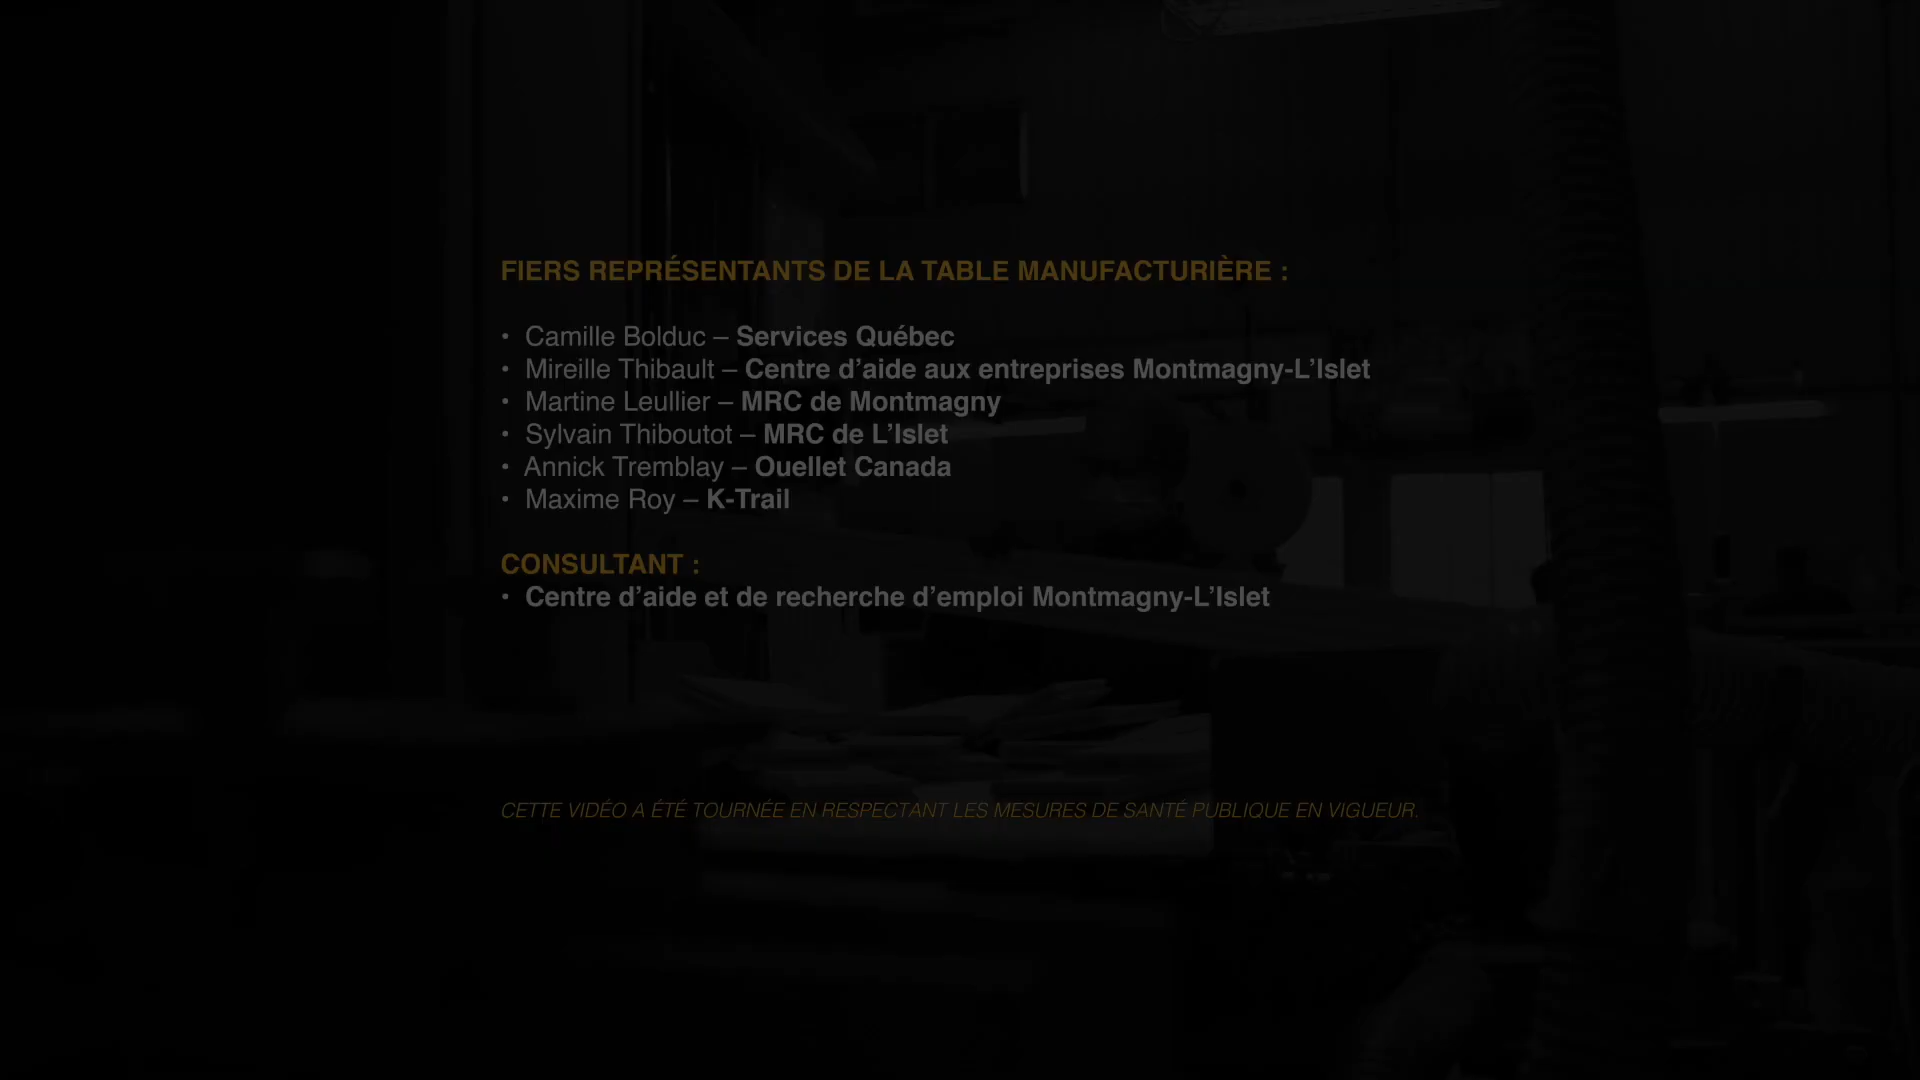 FIERS REPRÉSENTANTS DE LA TABLE MANUFACTURIÈRE :
• Camille Bolduc – Services Québec
• Mireille Thibault – Centre d’aide aux entreprises Montmagny-L’Islet
• Martine Leullier – MRC de Montmagny
• Sylvain Thiboutot – MRC de L’Islet
• Annick Tremblay – Ouellet Canada
• Maxime Roy – K-Trail
CONSULTANT :
• Centre d’aide et de recherche d’emploi Montmagny-L’Islet
CETTE VIDÉO A ÉTÉ TOURNÉE EN RESPECTANT LES MESURES DE SANTÉ PUBLIQUE EN VIGUEUR.